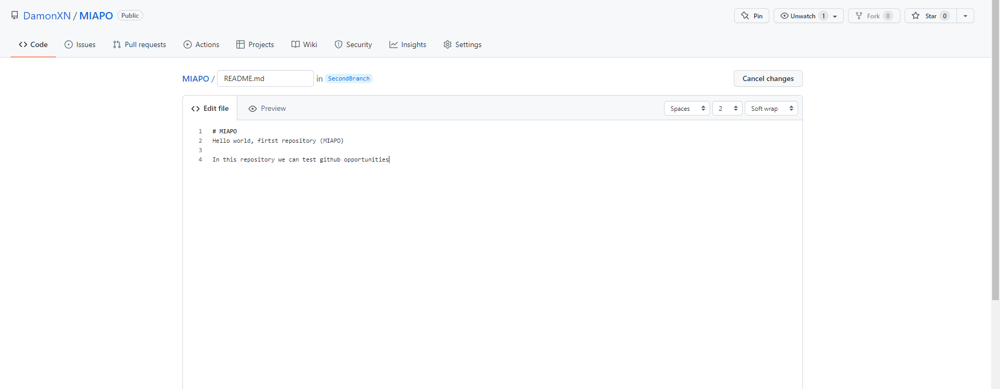 DamonXN / MIAPO Public
Pin Unwatch 1 Fork 0 Star 0
Code Issues Pull requests Actions Projects Wiki Security Insights Settings
MIAPO / README.md in SecondBranch Cancel changes
Edit file Preview Spaces 2 Soft wrap
1 # MIAPO
2 Hello world, firtst repository (MIAPO)
3
4 In this repository we can test github opportunities